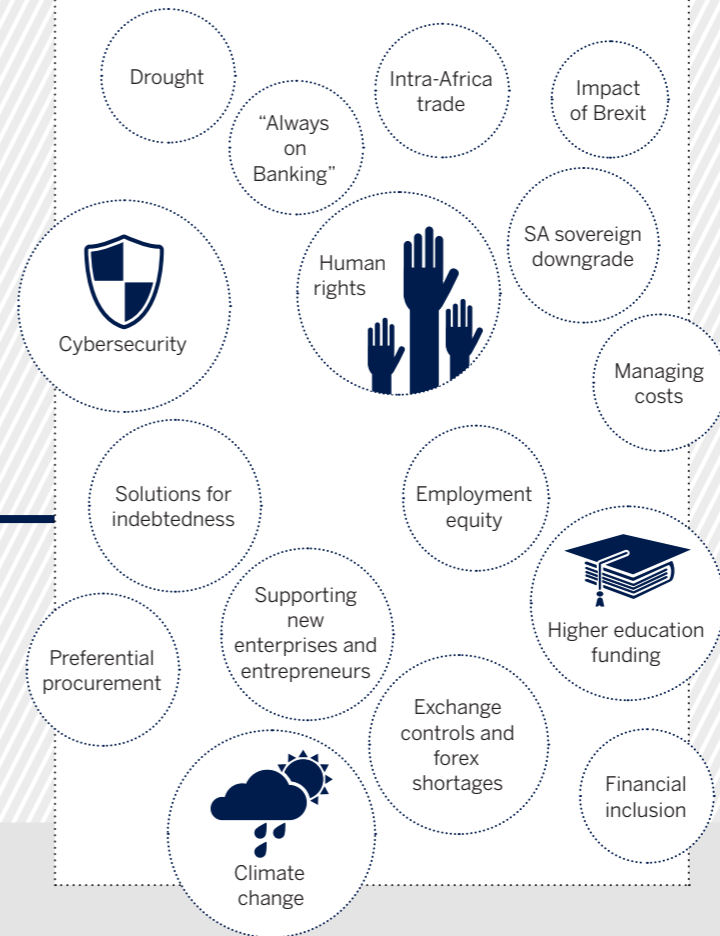 Drought
Intra-Africa
trade
Impact
of Brexit
“Always
on
Banking”
SA sovereign
downgrade
Human
rights
Cybersecurity
Managing
costs
Solutions for
indebtedness
Employment
equity
Supporting
new
enterprises and
entrepreneurs
Higher education
funding
Preferential
procurement
Exchange
controls and
forex
shortages
Financial
inclusion
Climate
change